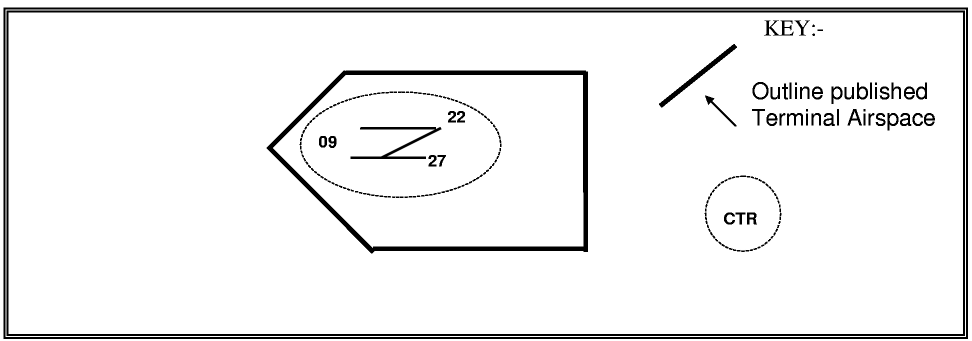 KEY:-
Outline published
Terminal Airspace
22
09
27
CTR